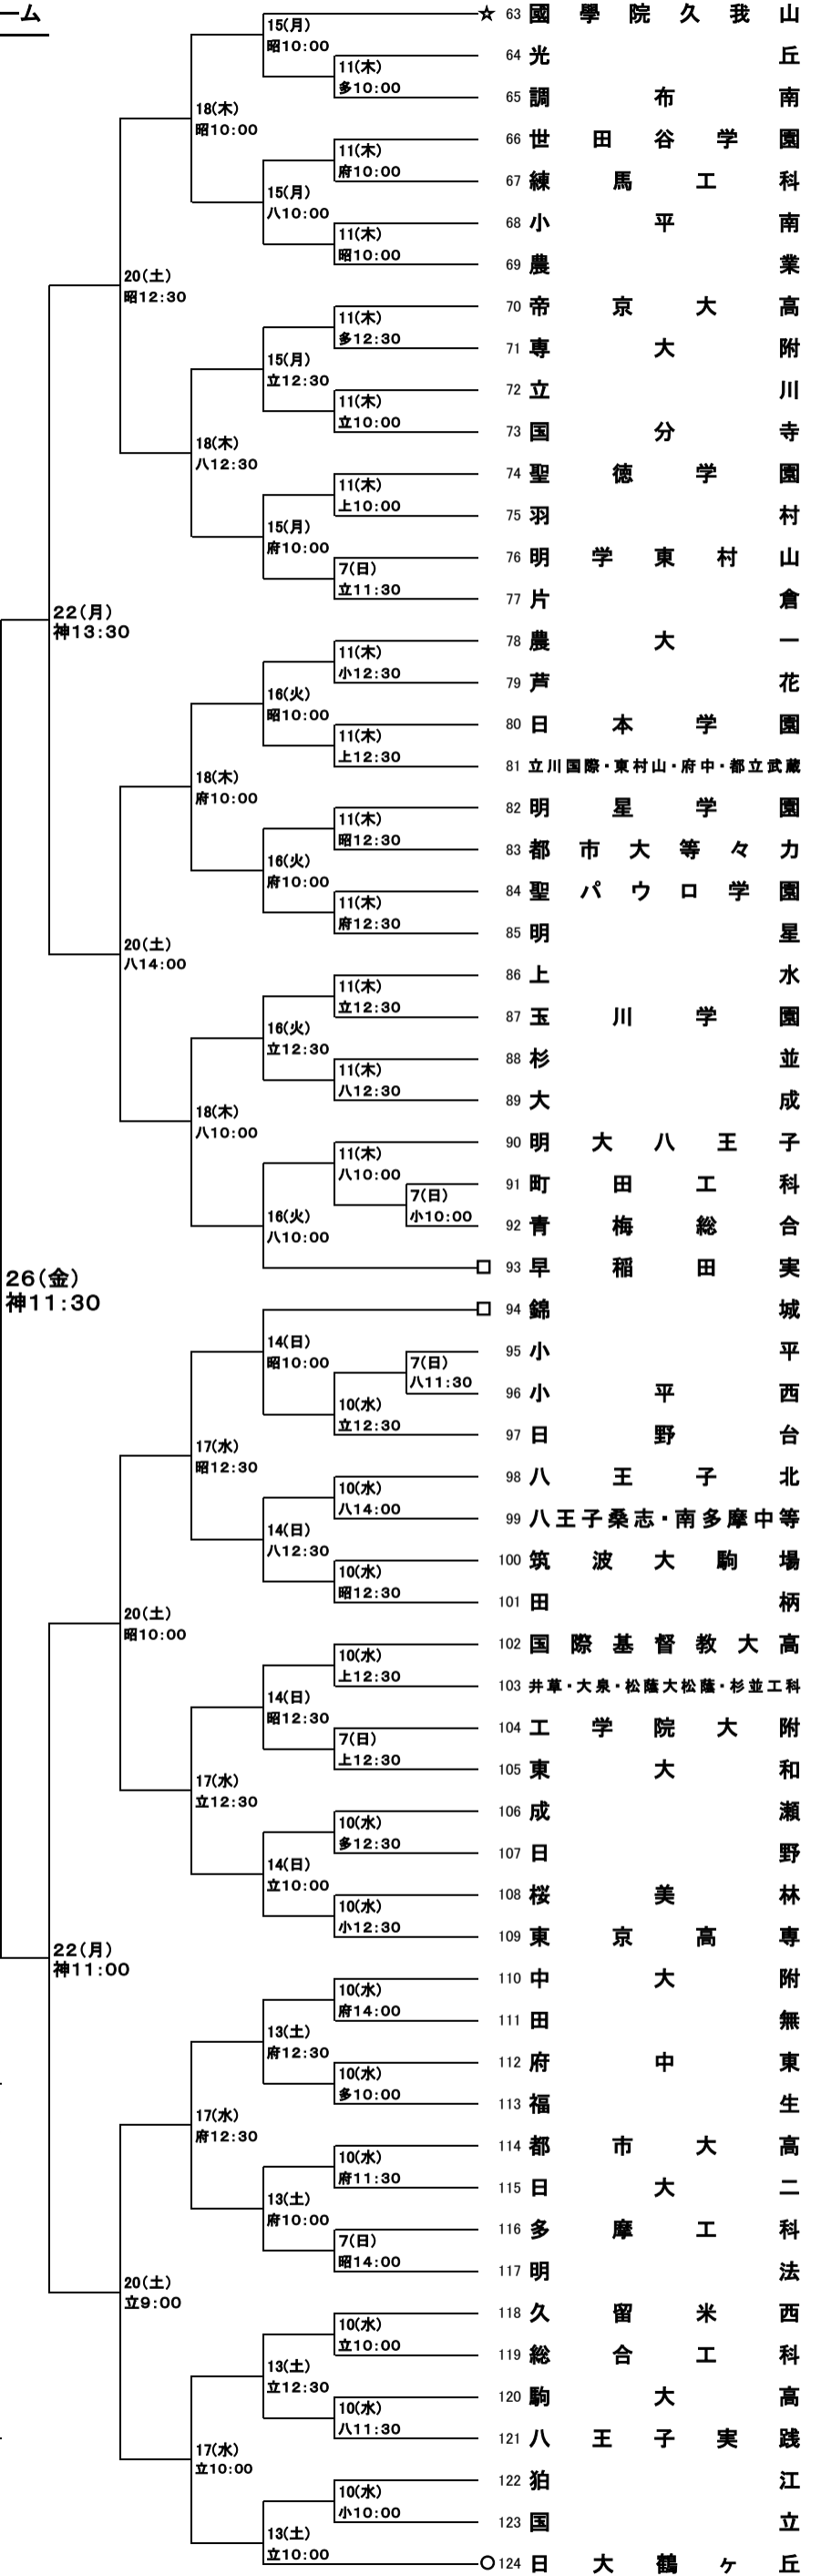 ーム
☆ 63 國學院久我山
15(月)
昭10:00
64 光丘
11(木)
多10:00
65 調布南
18(木)
昭10:00
66 世田谷学園
11(木)
府10:00
67 練馬工科
15(月)
八10:00
68 小平南
11(木)
昭10:00
69 農業
20(土)
昭12:30
70 帝京大高
11(木)
多12:30
71 専大附
15(月)
立12:30
72 立川
11(木)
立10:00
73 国分寺
18(木)
八12:30
74 聖徳学園
11(木)
上10:00
75 羽村
15(月)
府10:00
76 明学東村山
7(日)
立11:30
77 片倉
22(月)
神13:30
78 農大一
11(木)
小12:30
79 芦花
16(火)
昭10:00
80 日本学園
11(木)
上12:30
81 立川国際・東村山・府中・都立武蔵
18(木)
府10:00
82 明星学園
11(木)
昭12:30
83 都市大等々力
16(火)
府10:00
84 聖パウロ学園
11(木)
府12:30
85 明星
20(土)
八14:00
86 上水
11(木)
立12:30
87 玉川学園
16(火)
立12:30
88 杉並
11(木)
八12:30
89 大成
18(木)
八10:00
90 明大八王子
11(木)
八10:00
91 町田工科
7(日)
小10:00
92 青梅総合
16(火)
八10:00
□ 93 早稲田実
26(金)
神11:30
□ 94 錦城
14(日)
昭10:00
95 小平
7(日)
八11:30
96 小平西
10(水)
立12:30
97 日野台
17(水)
昭12:30
98 八王子北
10(水)
八14:00
99 八王子桑志・南多摩中等
14(日)
八12:30
100 筑波大駒場
10(水)
昭12:30
101 田柄
20(土)
昭10:00
102 国際基督教大高
10(水)
上12:30
103 井草・大泉・松蔭大松蔭・杉並工科
14(日)
昭12:30
104 工学院大附
7(日)
上12:30
105 東大和
17(水)
立12:30
106 成瀬
10(水)
多12:30
107 日野
14(日)
立10:00
108 桜美林
10(水)
小12:30
109 東京高専
22(月)
神11:00
110 中大附
10(水)
府14:00
111 田無
13(土)
府12:30
112 府中東
10(水)
多10:00
113 福生
17(水)
府12:30
114 都市大高
10(水)
府11:30
115 日大二
13(土)
府10:00
116 多摩工科
7(日)
昭14:00
117 明法
20(土)
立9:00
118 久留米西
10(水)
立10:00
119 総合工科
13(土)
立12:30
120 駒大高
10(水)
八11:30
121 八王子実践
17(水)
立10:00
122 狛江
10(水)
小10:00
123 国立
13(土)
立10:00
○ 124 日大鶴ヶ丘